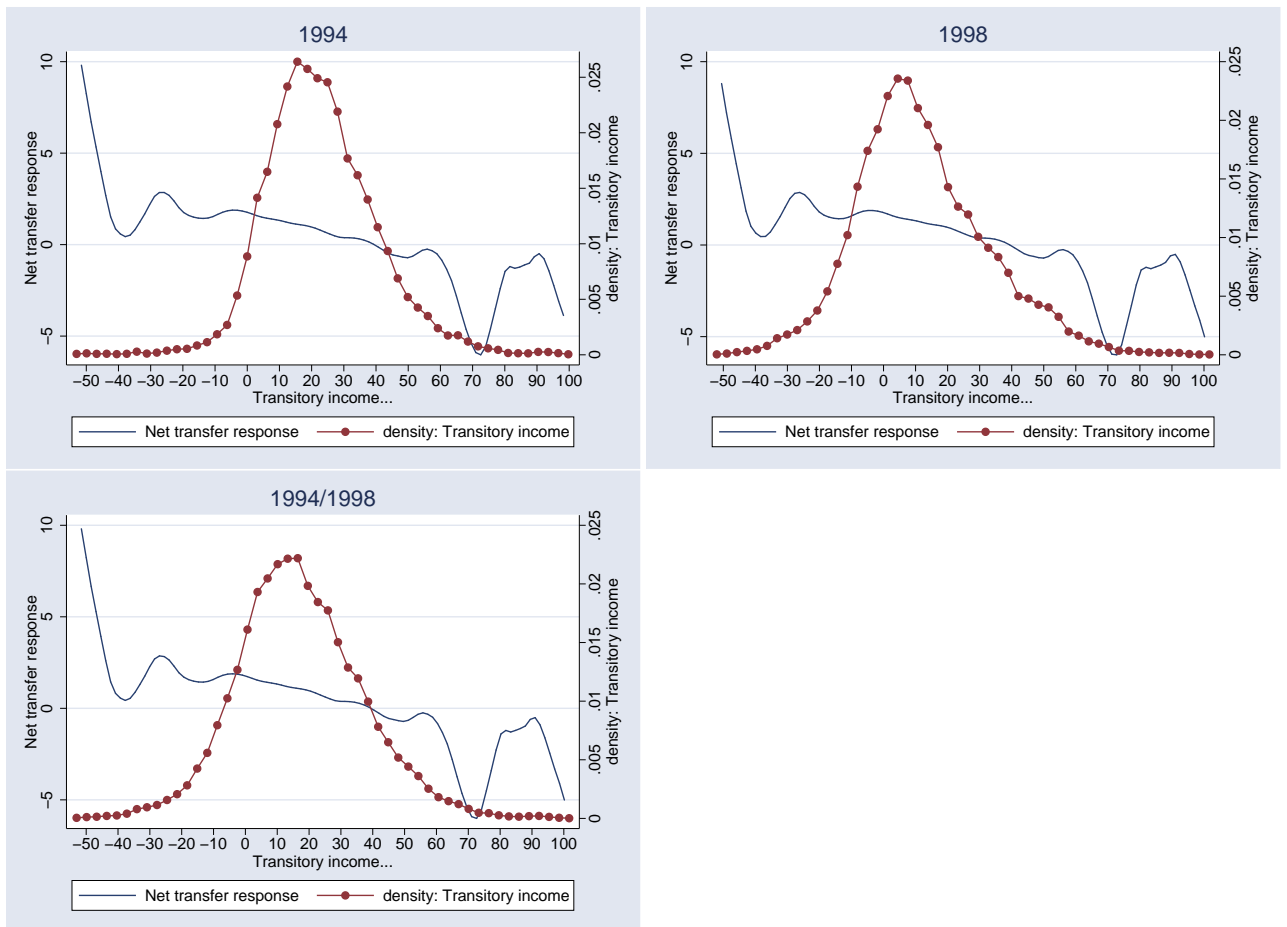 1994
10
5
0
−5
Net transfer response
.025
.02
.015
.01
.005
0
density: Transitory income
−50 −40 −30 −20 −10 0 10 20 30 40 50 60 70 80 90 100
Transitory income...
Net transfer response density: Transitory income
1998
10
5
0
−5
Net transfer response
.025
.02
.015
.01
.005
0
density: Transitory income
−50 −40 −30 −20 −10 0 10 20 30 40 50 60 70 80 90 100
Transitory income...
Net transfer response density: Transitory income
1994/1998
10
5
0
−5
Net transfer response
.025
.02
.015
.01
.005
0
density: Transitory income
−50 −40 −30 −20 −10 0 10 20 30 40 50 60 70 80 90 100
Transitory income...
Net transfer response density: Transitory income